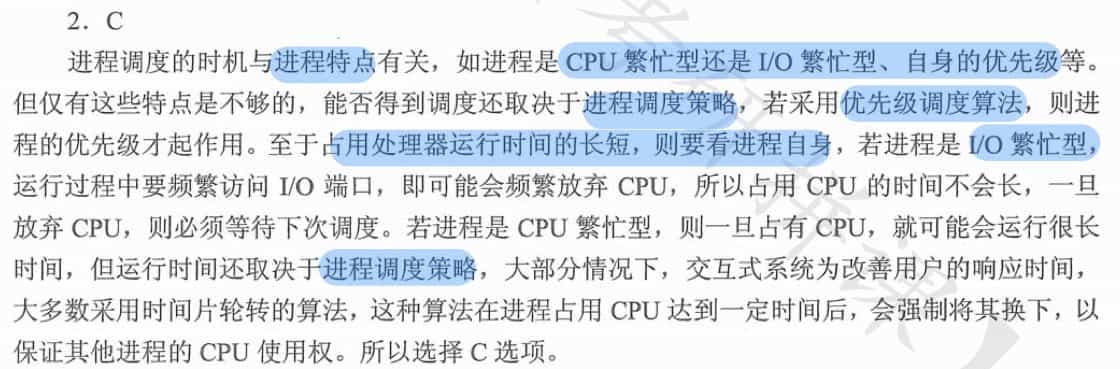 2．C
进程调度的时机与进程特点有关，如进程是 CPU 繁忙型还是 I/O 繁忙型、自身的优先级等。
但仅有这些特点是不够的，能否得到调度还取决于进程调度策略，若采用优先级调度算法，则进
程的优先级才起作用。至于占用处理器运行时间的长短，则要看进程自身，若进程是 I/O 繁忙型，
运行过程中要频繁访问 I/O 端口，即可能会频繁放弃 CPU，所以占用 CPU 的时间不会长，一旦
放弃 CPU，则必须等待下次调度。若进程是 CPU 繁忙型，则一旦占有 CPU，就可能会运行很长
时间，但运行时间还取决于进程调度策略，大部分情况下，交互式系统为改善用户的响应时间，
大多数采用时间片轮转的算法，这种算法在进程占用 CPU 达到一定时间后，会强制将其换下，以
保证其他进程的 CPU 使用权。所以选择 C 选项。